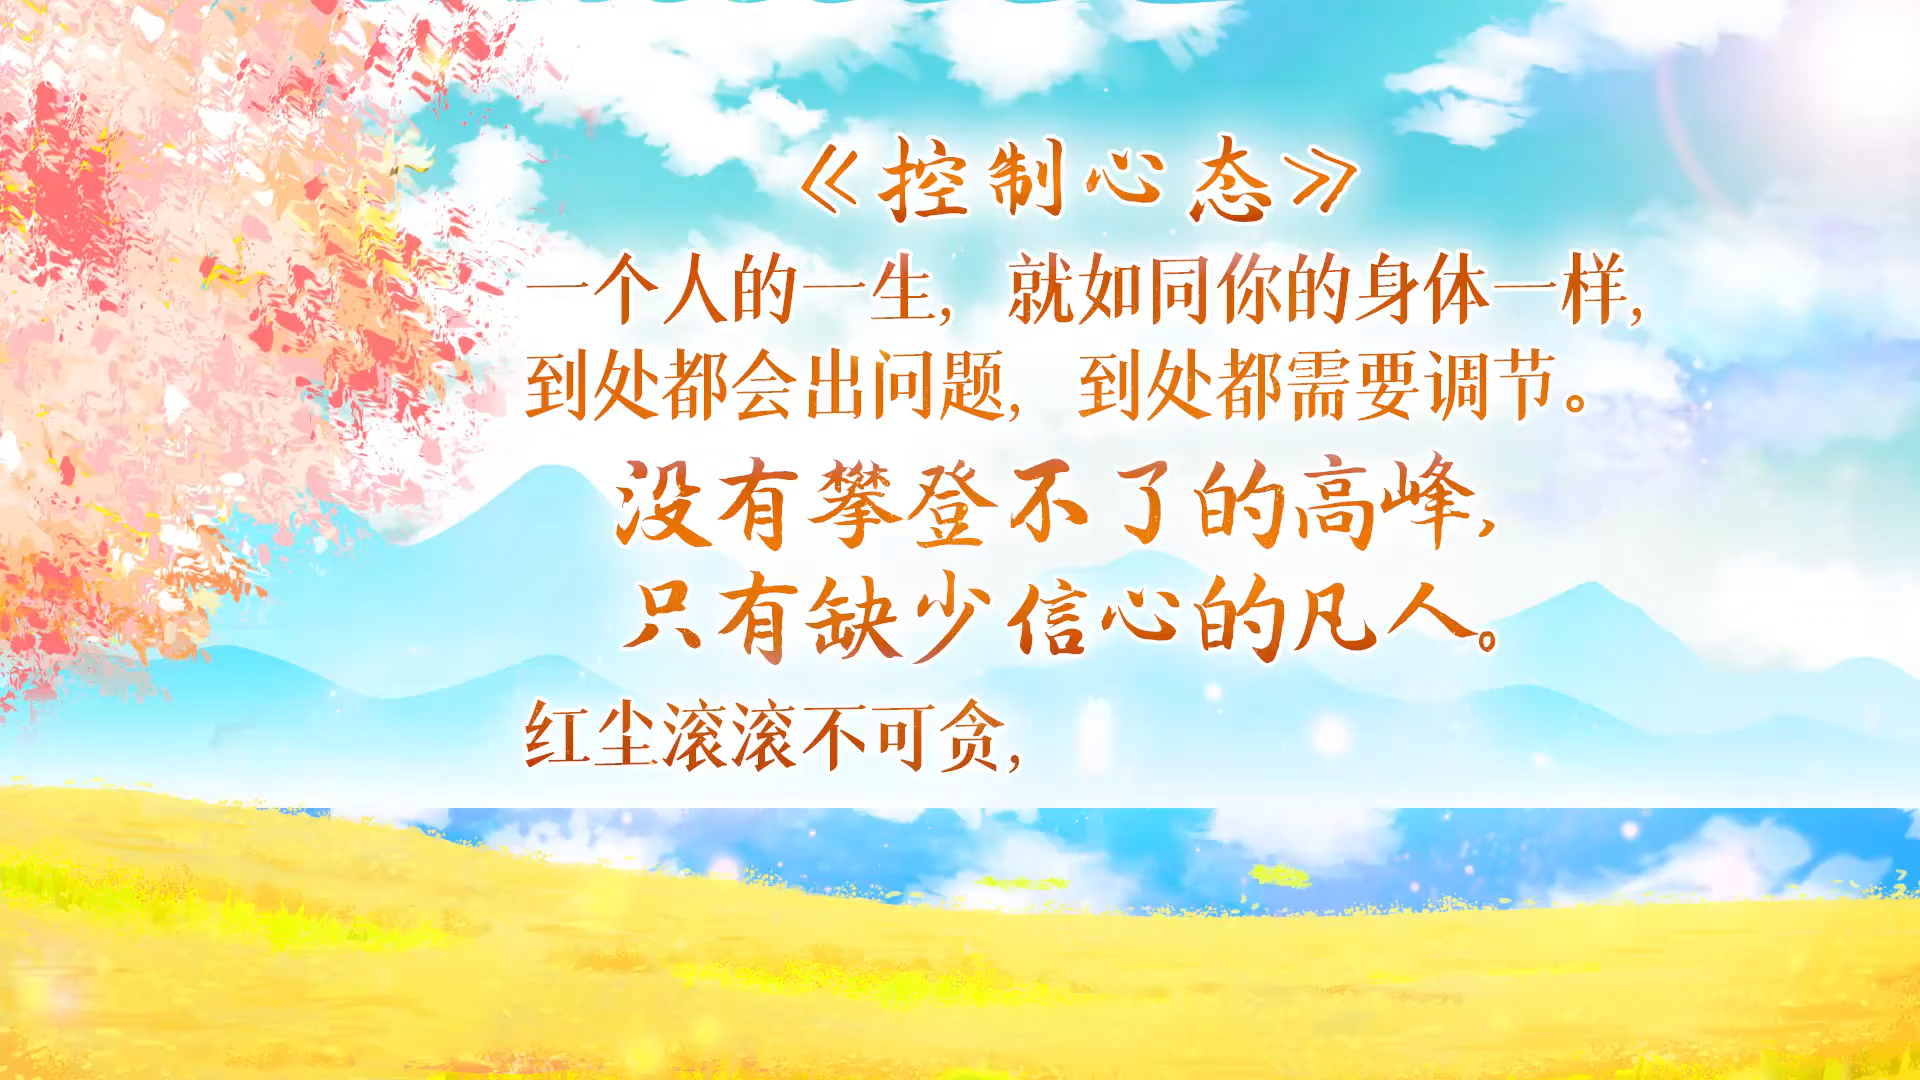 《控制心态》
一个人的一生，就如同你的身体一样，
到处都会出问题，到处都需要调节。
没有攀登不了的高峰，
只有缺少信心的凡人。
红尘滚滚不可贪，